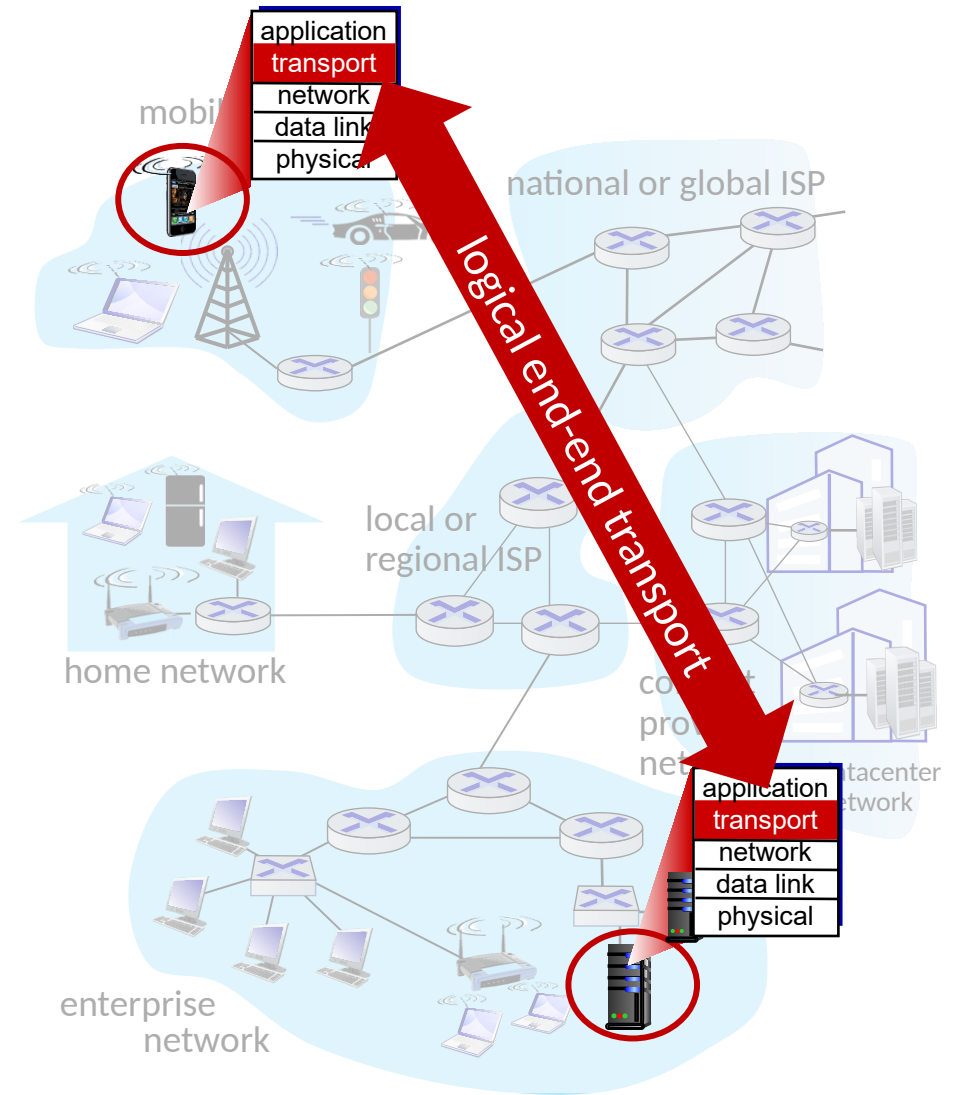 application
transport
network
data link
physical
national or global ISP
logical end-end transport
local or
regional ISP
home network
application
transport
network
data link
physical
network
enterprise
network